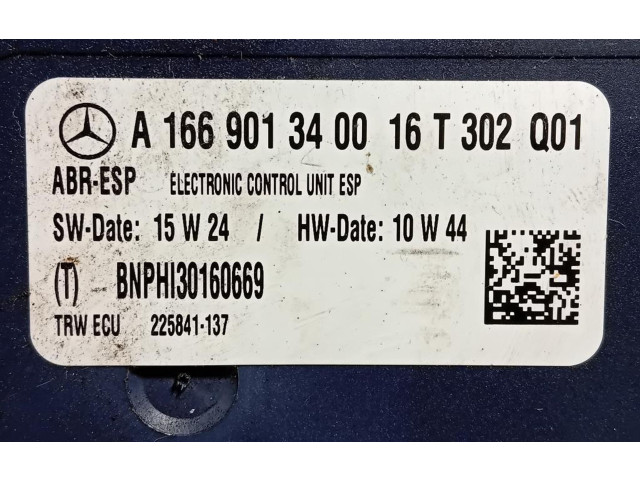 A 166 901 34 00 16 T 302 Q01
ABR-ESP ELECTRONIC CONTROL UNIT ESP
SW-Date: 15 W 24 / HW-Date: 10 W 44
(T) BNPHI30160669
TRW ECU 225841-137